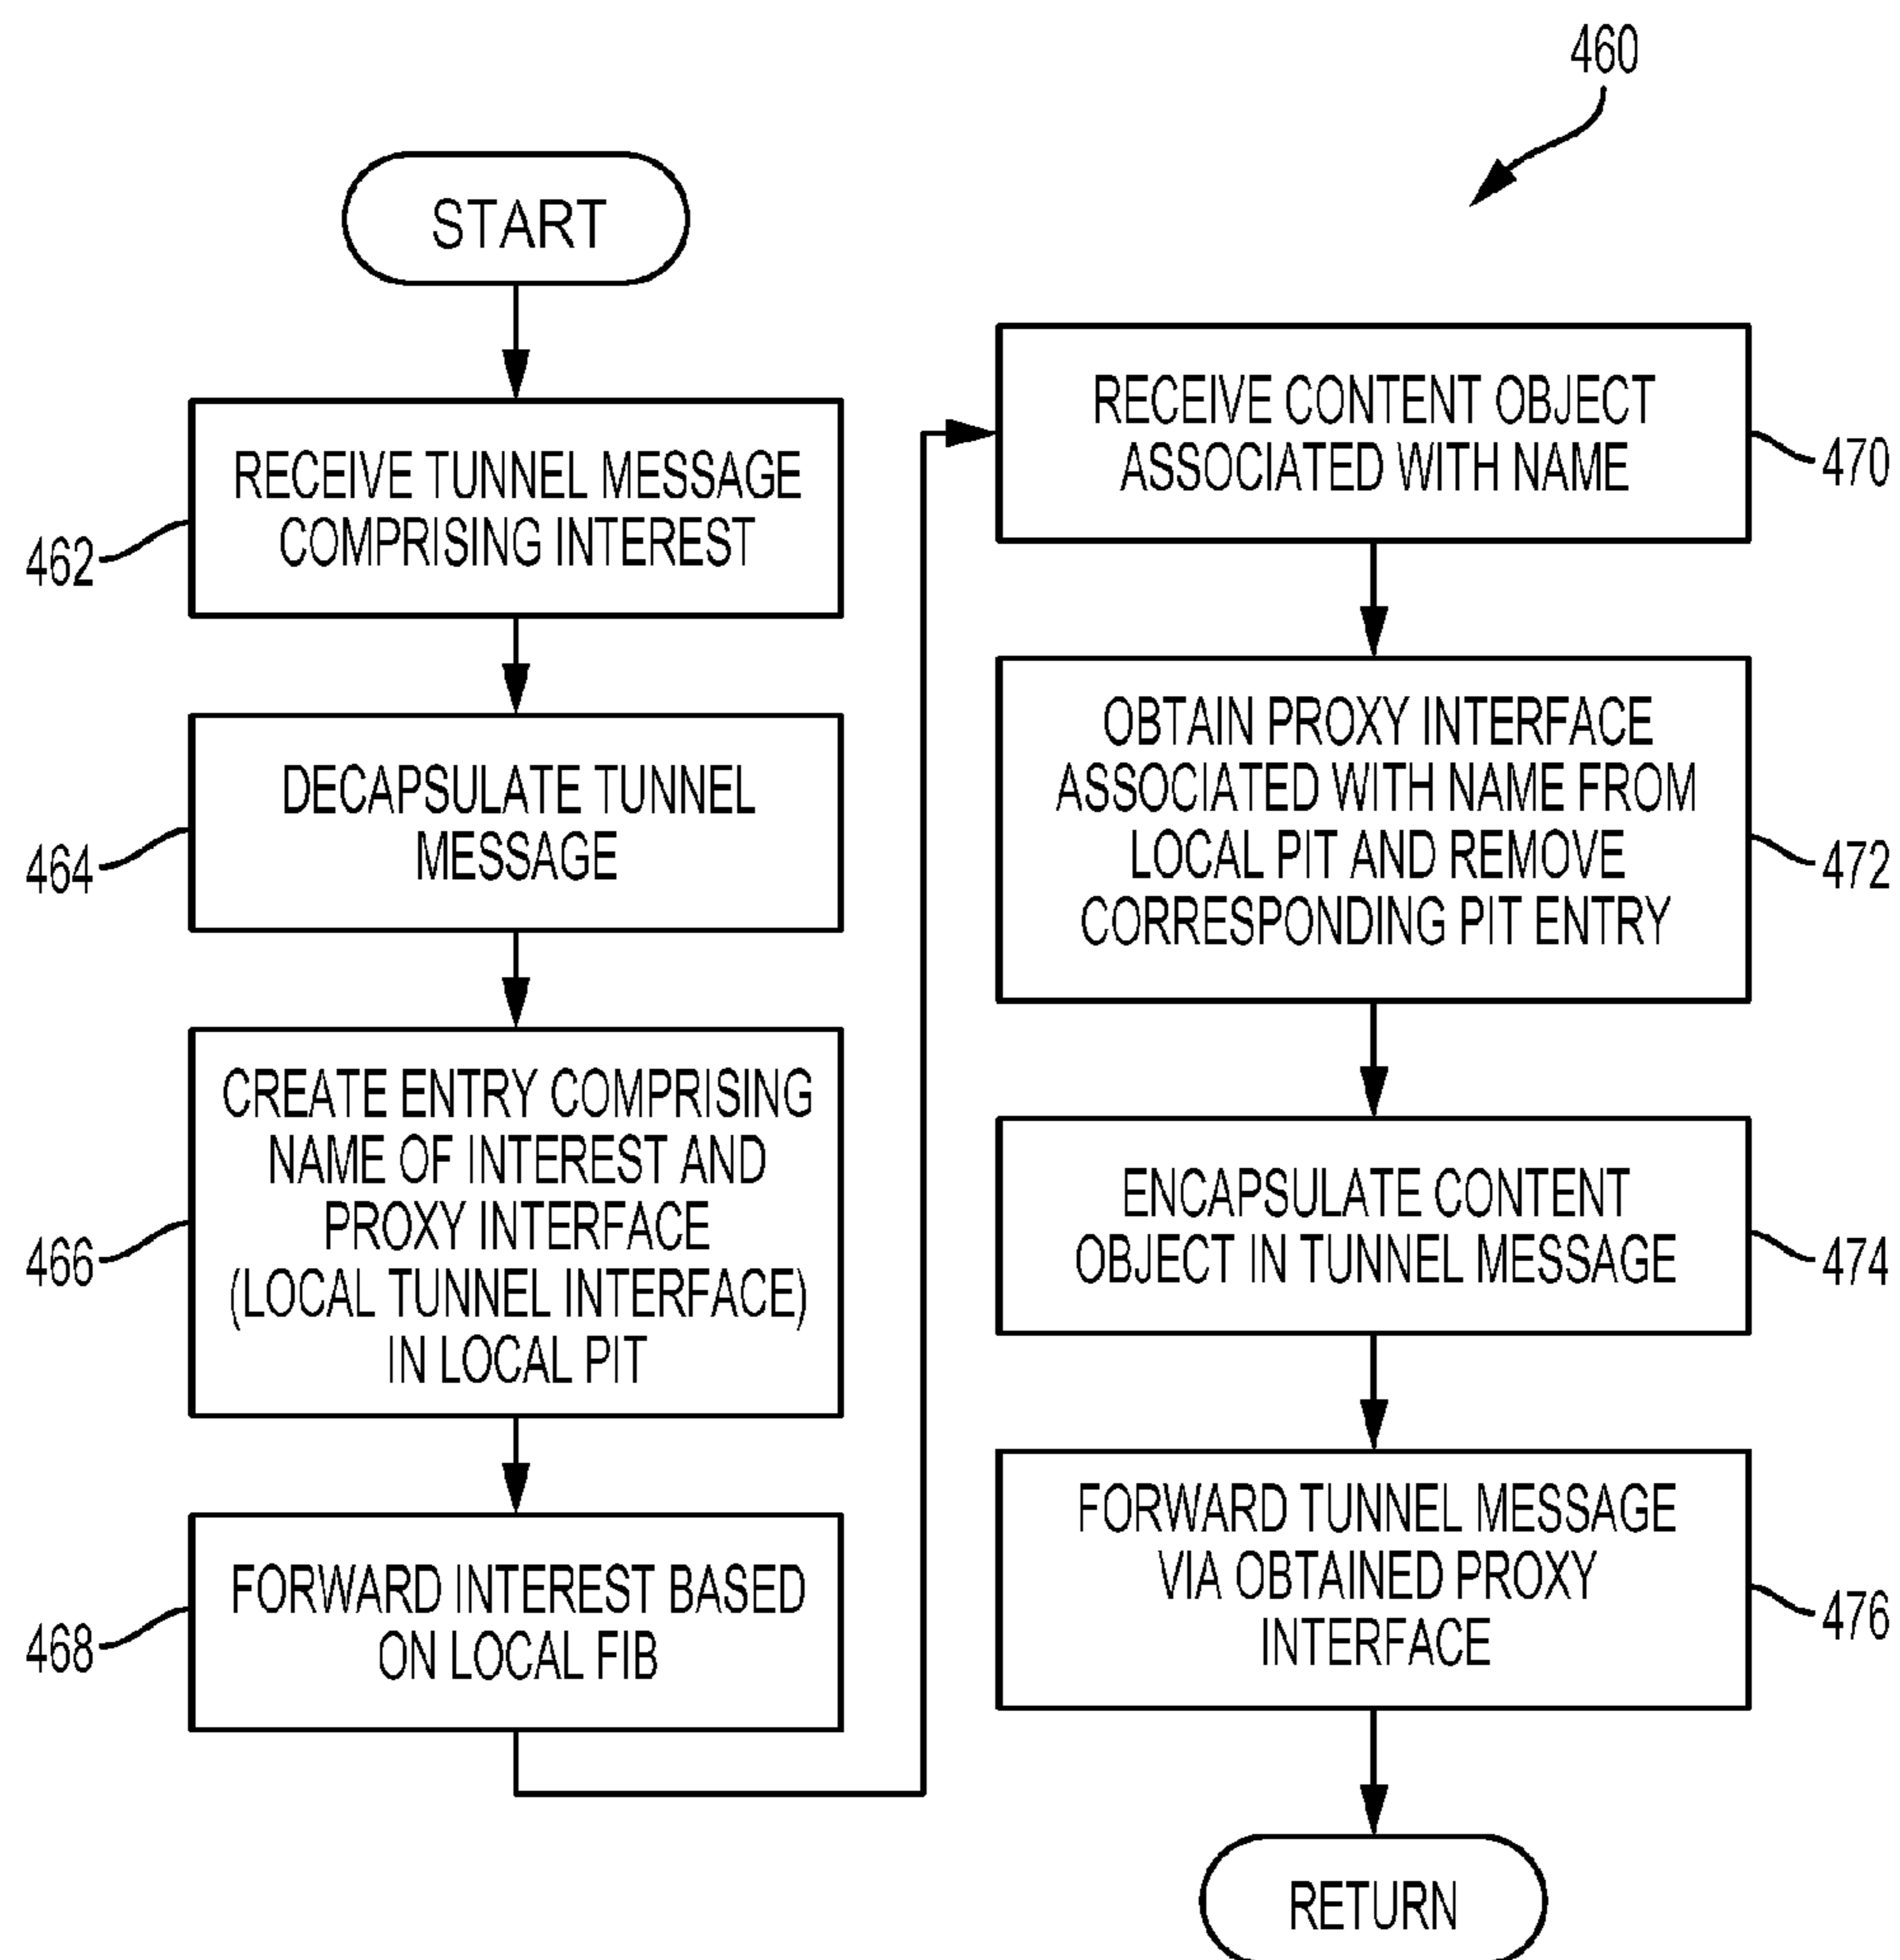 460
START
RECEIVE TUNNEL MESSAGE
COMPRISING INTEREST
462
DECAPSULATE TUNNEL
MESSAGE
464
CREATE ENTRY COMPRISING
NAME OF INTEREST AND
PROXY INTERFACE
(LOCAL TUNNEL INTERFACE)
IN LOCAL PIT
466
FORWARD INTEREST BASED
ON LOCAL FIB
468
RECEIVE CONTENT OBJECT
ASSOCIATED WITH NAME
470
OBTAIN PROXY INTERFACE
ASSOCIATED WITH NAME FROM
LOCAL PIT AND REMOVE
CORRESPONDING PIT ENTRY
472
ENCAPSULATE CONTENT
OBJECT IN TUNNEL MESSAGE
474
FORWARD TUNNEL MESSAGE
VIA OBTAINED PROXY
INTERFACE
476
RETURN